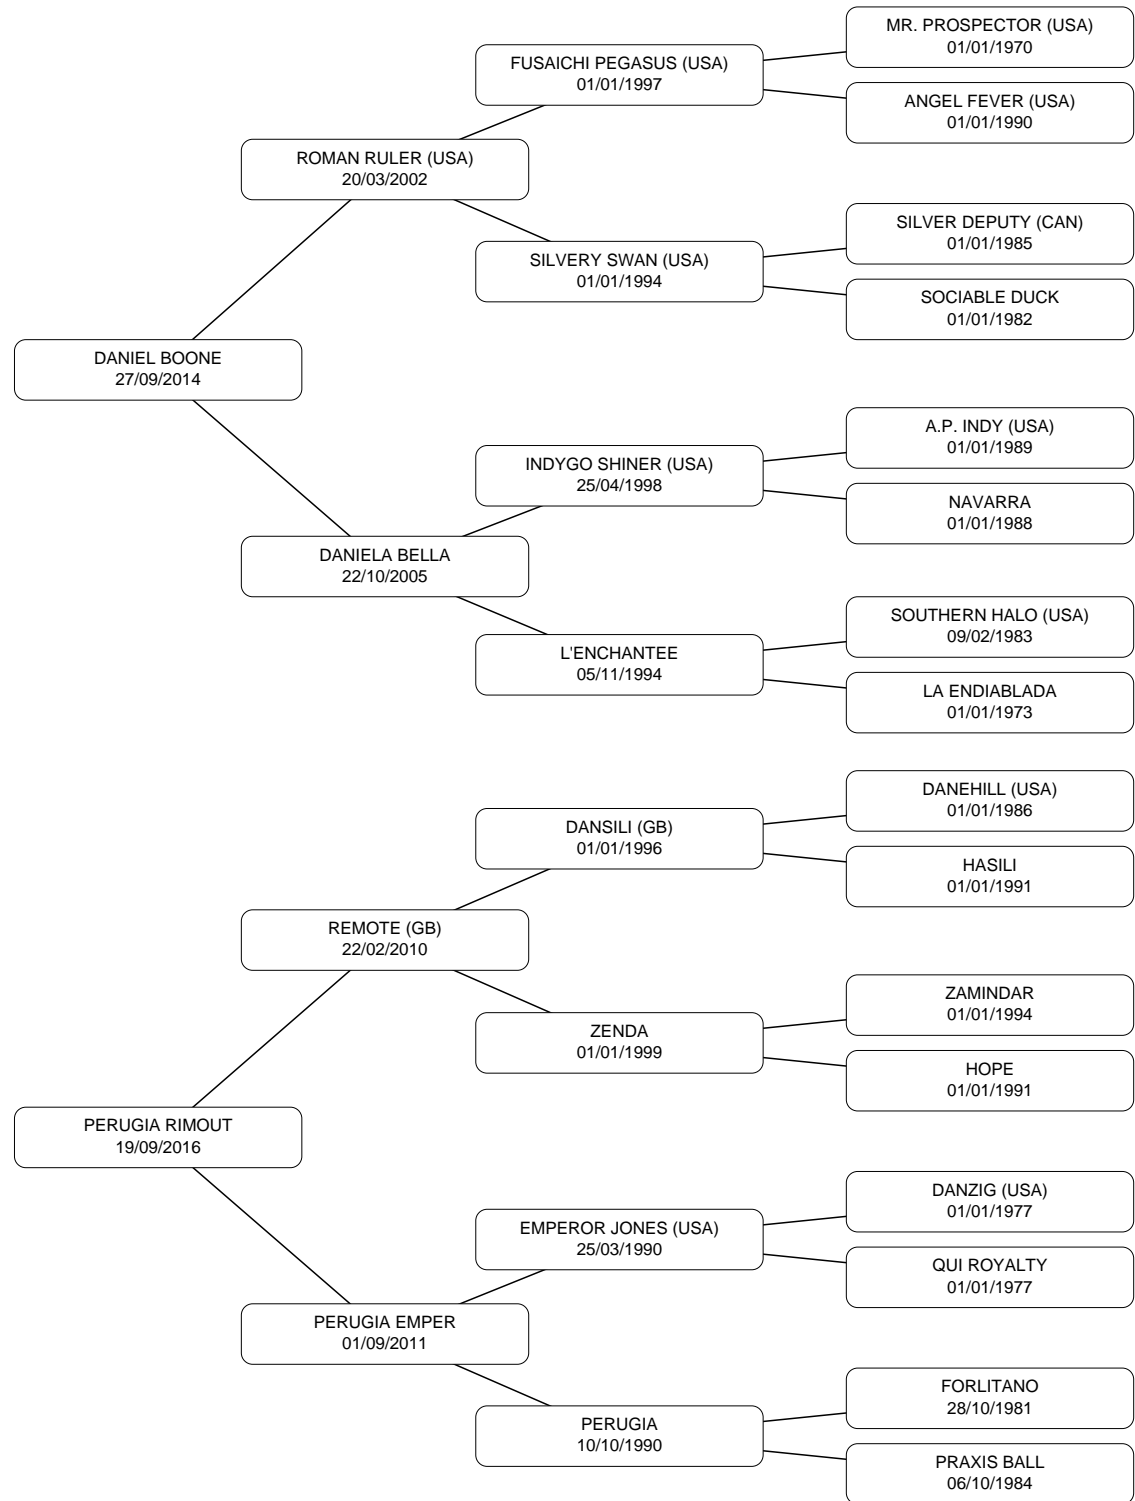 MR. PROSPECTOR (USA)
01/01/1970
FUSAICHI PEGASUS (USA)
01/01/1997
ANGEL FEVER (USA)
01/01/1990
ROMAN RULER (USA)
20/03/2002
SILVER DEPUTY (CAN)
01/01/1985
SILVERY SWAN (USA)
01/01/1994
SOCIABLE DUCK
01/01/1982
DANIEL BOONE
27/09/2014
A.P. INDY (USA)
01/01/1989
INDYGO SHINER (USA)
25/04/1998
NAVARRA
01/01/1988
DANIELA BELLA
22/10/2005
SOUTHERN HALO (USA)
09/02/1983
L'ENCHANTEE
05/11/1994
LA ENDIABLADA
01/01/1973
DANEHILL (USA)
01/01/1986
DANSILI (GB)
01/01/1996
HASILI
01/01/1991
REMOTE (GB)
22/02/2010
ZAMINDAR
01/01/1994
ZENDA
01/01/1999
HOPE
01/01/1991
PERUGIA RIMOUT
19/09/2016
DANZIG (USA)
01/01/1977
EMPEROR JONES (USA)
25/03/1990
QUI ROYALTY
01/01/1977
PERUGIA EMPER
01/09/2011
FORLITANO
28/10/1981
PERUGIA
10/10/1990
PRAXIS BALL
06/10/1984